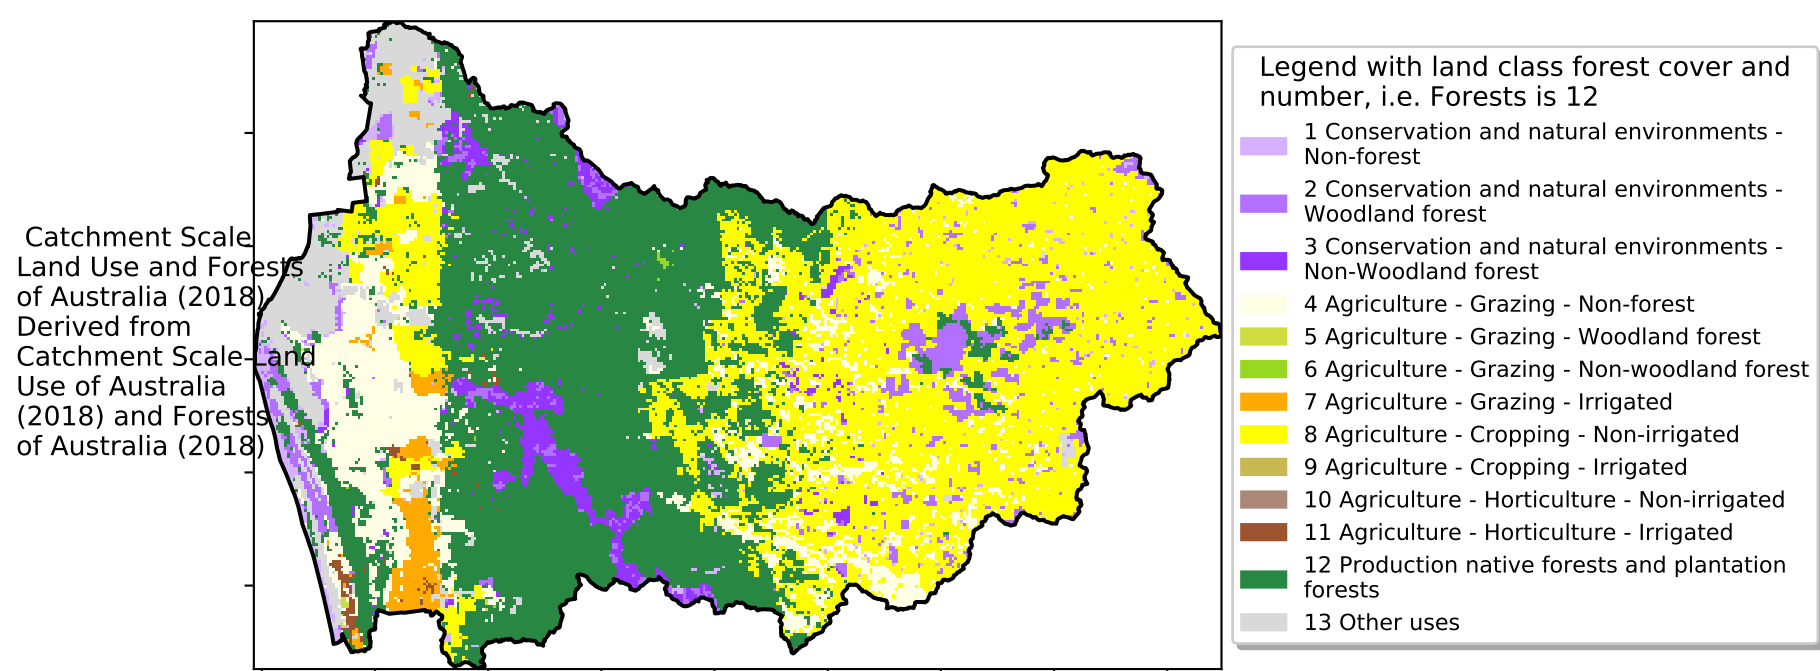 Catchment Scale
Land Use and Forests
of Australia (2018)
Derived from
Catchment Scale Land
Use of Australia
(2018) and Forests
of Australia (2018)
Legend with land class forest cover and
number, i.e. Forests is 12
1 Conservation and natural environments -
Non-forest
2 Conservation and natural environments -
Woodland forest
3 Conservation and natural environments -
Non-Woodland forest
4 Agriculture - Grazing - Non-forest
5 Agriculture - Grazing - Woodland forest
6 Agriculture - Grazing - Non-woodland forest
7 Agriculture - Grazing - Irrigated
8 Agriculture - Cropping - Non-irrigated
9 Agriculture - Cropping - Irrigated
10 Agriculture - Horticulture - Non-irrigated
11 Agriculture - Horticulture - Irrigated
12 Production native forests and plantation
forests
13 Other uses